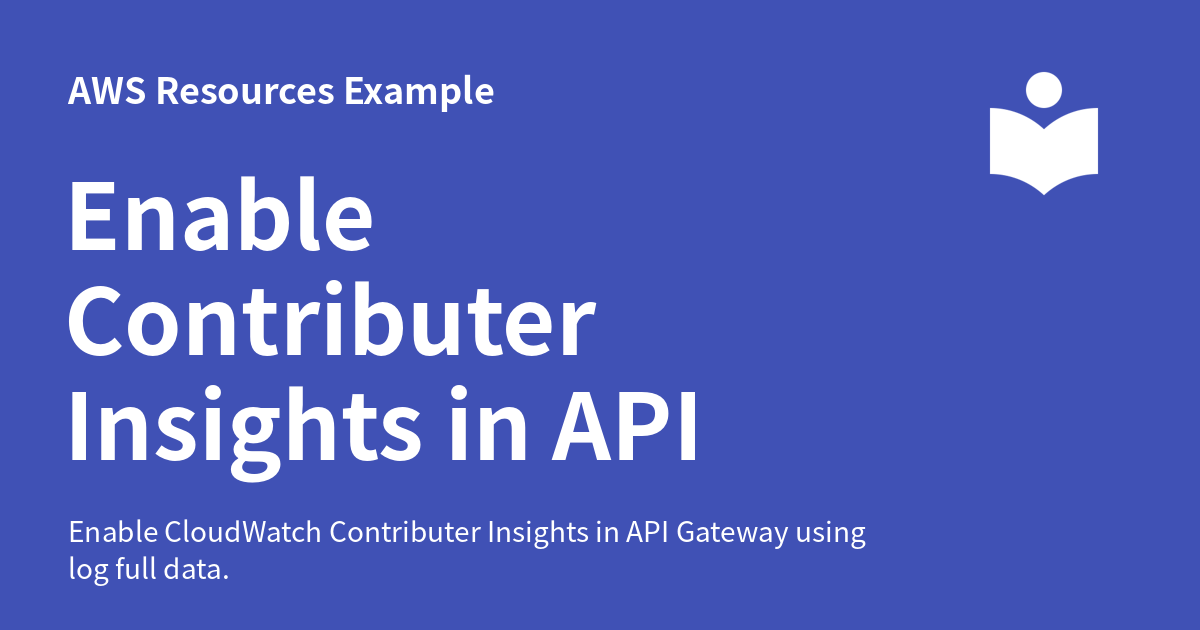 AWS Resources Example
Enable
Contributer
Insights in API
Enable CloudWatch Contributer Insights in API Gateway using
log full data.